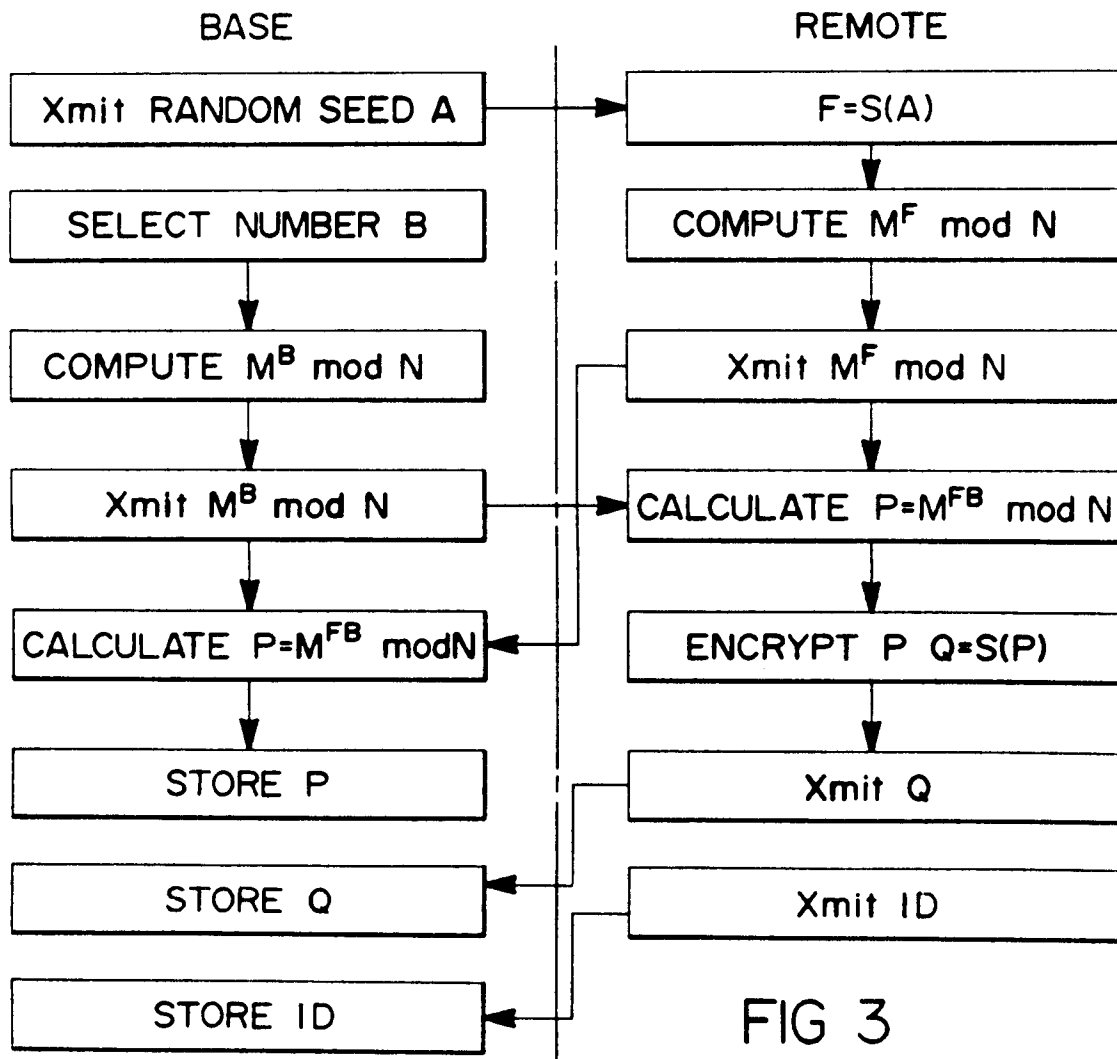 BASE
REMOTE
Xmit RANDOM SEED A
F=S(A)
SELECT NUMBER B
COMPUTE M^F mod N
COMPUTE M^B mod N
Xmit M^F mod N
Xmit M^B mod N
CALCULATE P=M^FB mod N
CALCULATE P=M^FB modN
ENCRYPT P Q=S(P)
STORE P
Xmit Q
STORE Q
Xmit ID
STORE ID
FIG 3